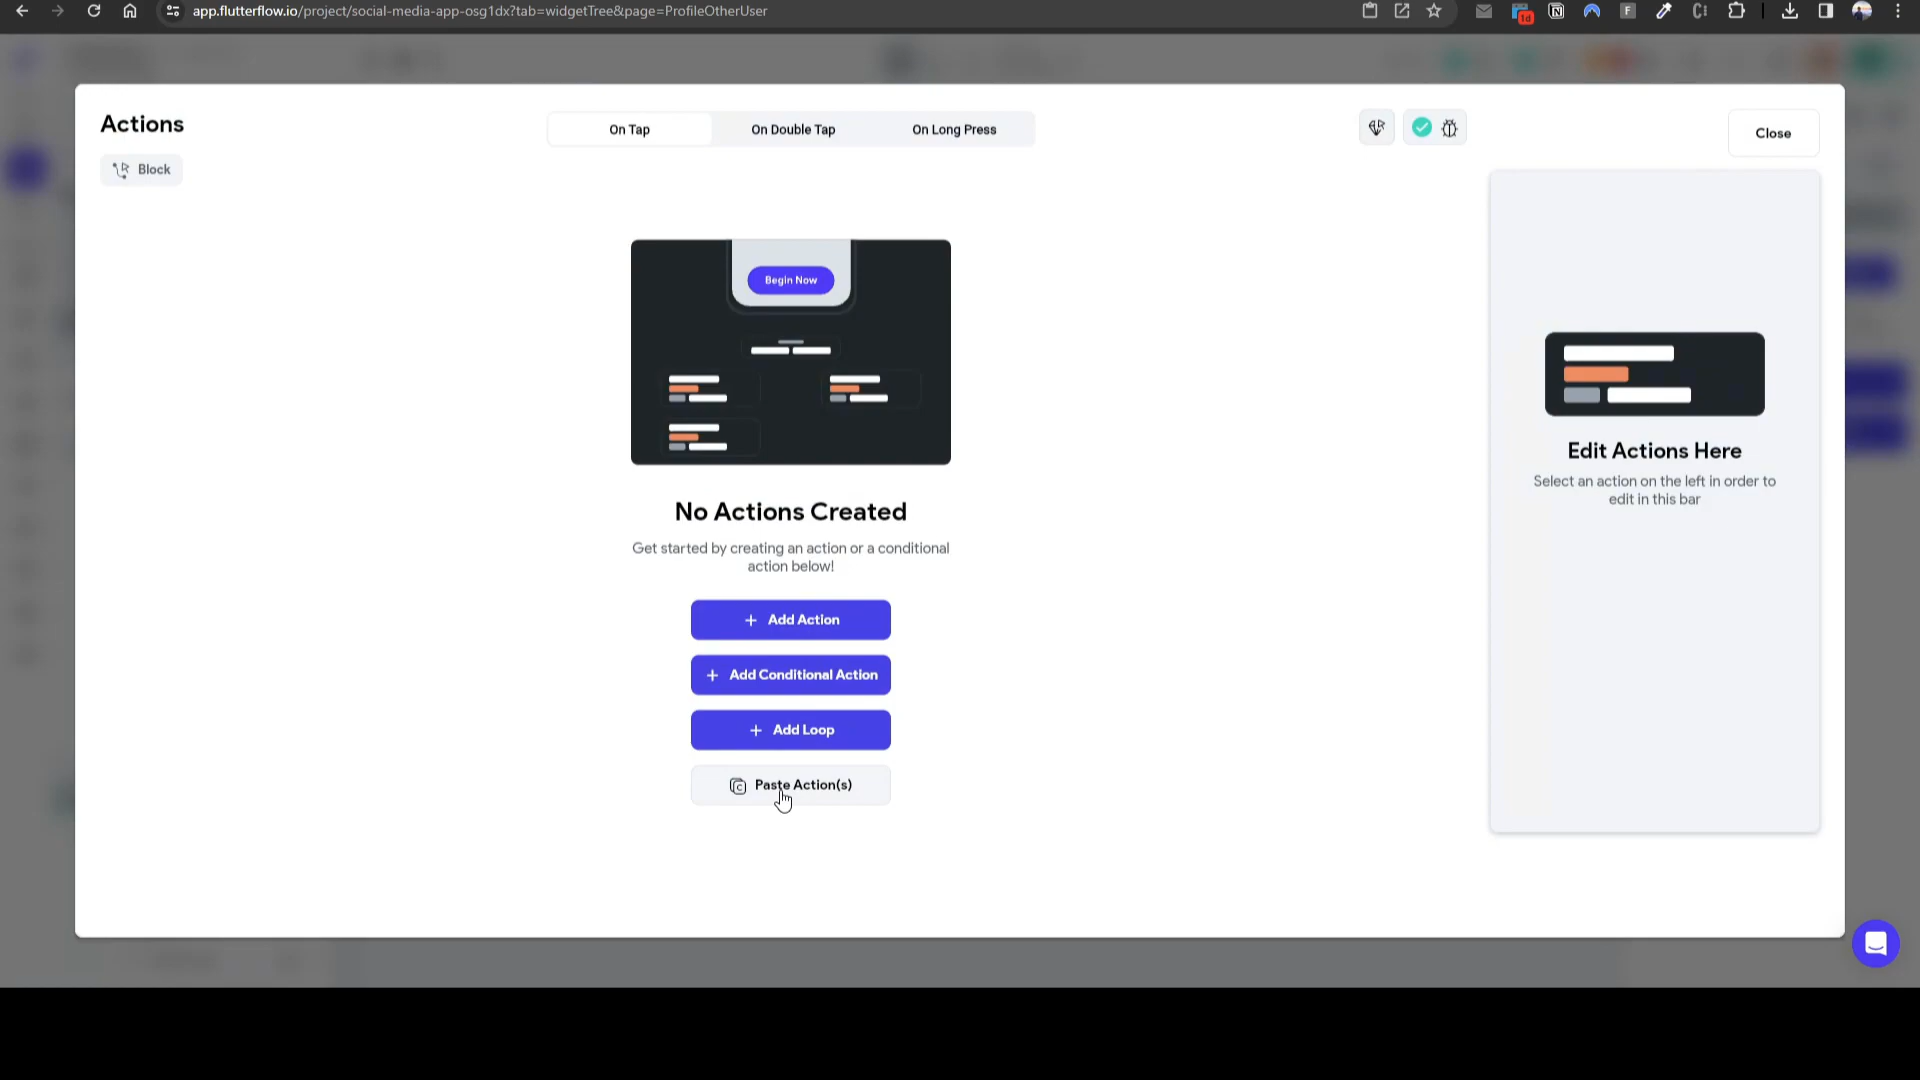 app.flutterflow.io/project/social-media-app-osg1dx?tab=widgetTree&page=ProfileOtherUser
1d
F
Actions
On Tap
On Double Tap
On Long Press
Close
Block
Begin Now
No Actions Created
Get started by creating an action or a conditional
action below!
+ Add Action
+ Add Conditional Action
+ Add Loop
Paste Action(s)
Edit Actions Here
Select an action on the left in order to
edit in this bar